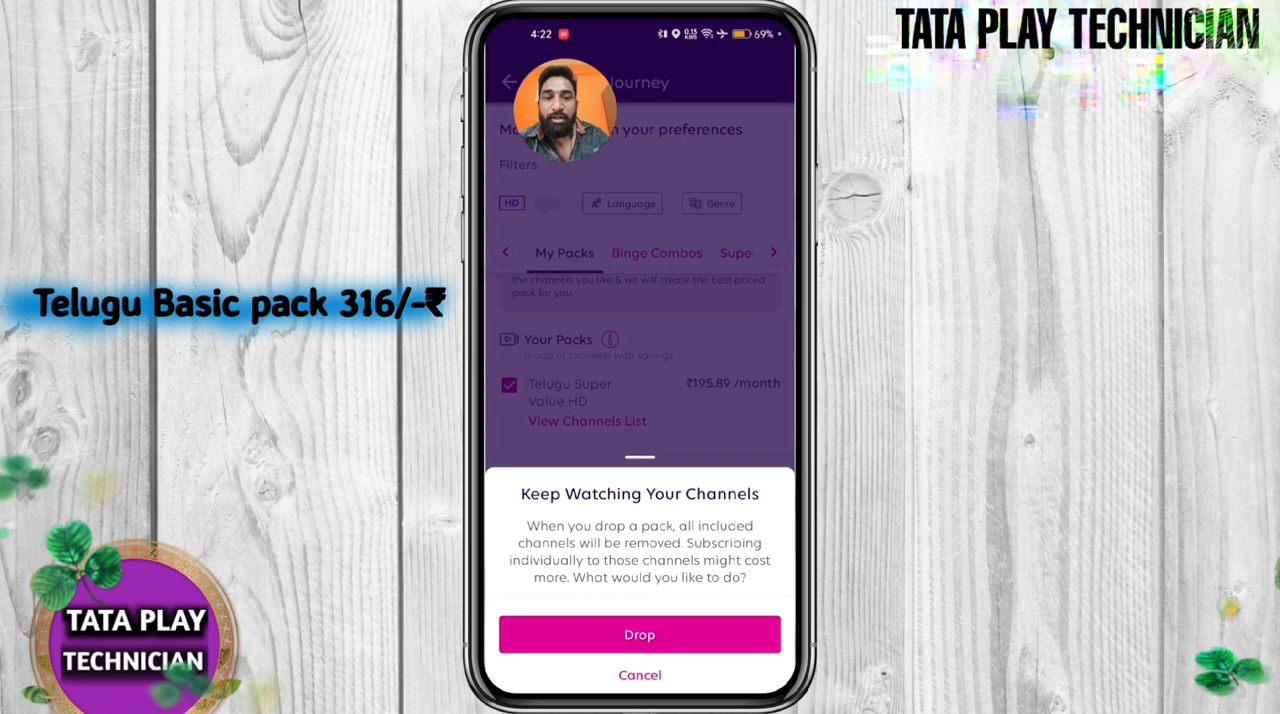 TATA PLAY TECHNICIAN
4:22
0.13
69%
Journey
your preferences
Filters
HD
Language
Genre
My Packs
Binge Combos
the channels you like & we will create the best-priced
pack for you.
Telugu Basic pack 316/-₹
Your Packs
Group of channels with savings
Telugu Super
Value HD
₹195.89 /month
View Channels List
Keep Watching Your Channels
When you drop a pack, all included
channels will be removed. Subscribing
individually to those channels might cost
more. What would you like to do?
Drop
Cancel
TATA PLAY
TECHNICIAN